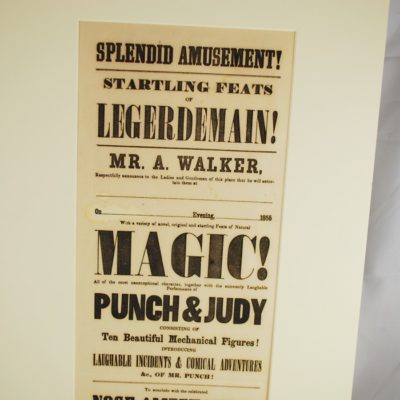 SPLENDID AMUSEMENT!
STARTLING FEATS
OF
LEGERDEMAIN!
MR. A. WALKER,
Respectfully announces to the Ladies and Gentlemen of this place that he will enter-
tain them at
On Evening, 1855
With a variety of novel, original and startling Feats of Natural
MAGIC!
All of the most unexceptional character, together with the extremely Laughable
Performance of
PUNCH & JUDY
CONSISTING OF
Ten Beautiful Mechanical Figures!
INTRODUCING
LAUGHABLE INCIDENTS & COMICAL ADVENTURES
&c., OF MR. PUNCH!
To conclude with the celebrated